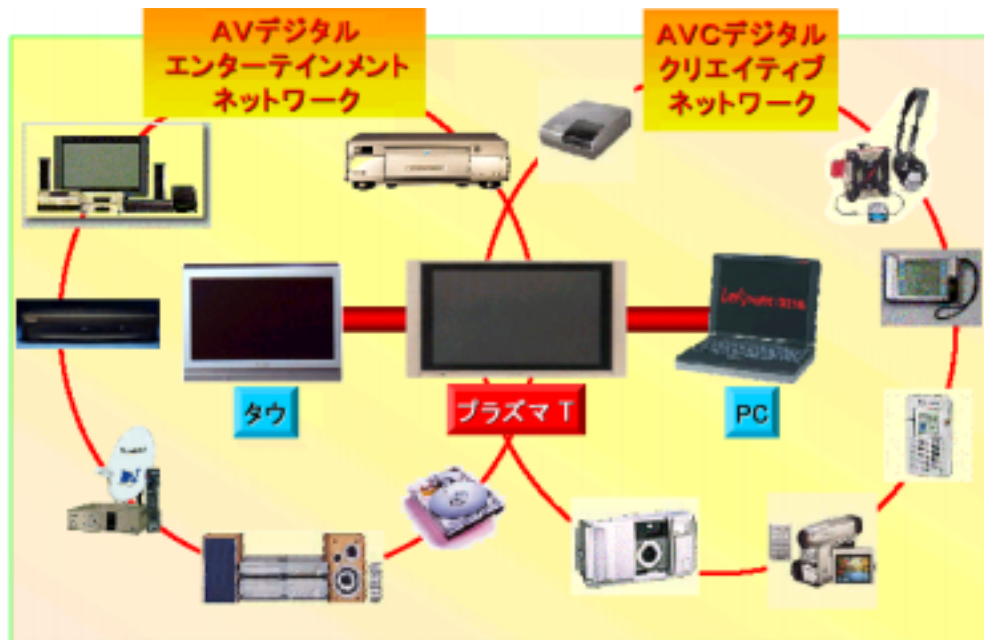 AVデジタル
エンターテインメント
ネットワーク
AVCデジタル
クリエイティブ
ネットワーク
タウ
プラズマ T
PC